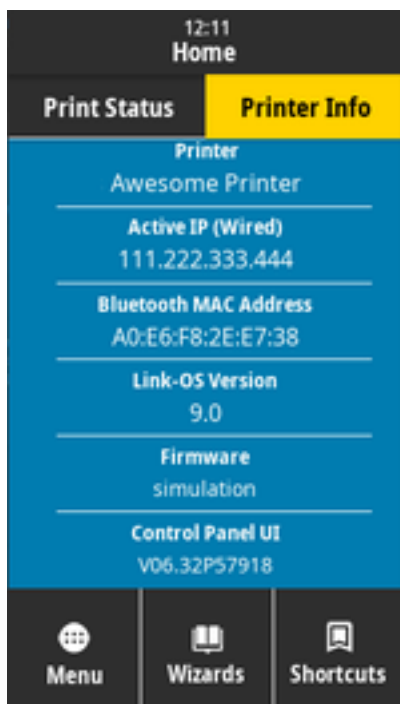 12:11
Home
Print Status
Printer Info
Printer
Awesome Printer
Active IP (Wired)
111.222.333.444
Bluetooth MAC Address
A0:E6:F8:2E:E7:38
Link-OS Version
9.0
Firmware
simulation
Control Panel UI
V06.32P57918
Menu
Wizards
Shortcuts